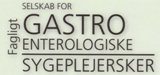 SELSKAB FOR
Fagligt
GASTRO
ENTEROLOGISKE
SYGEPLEJERSKER